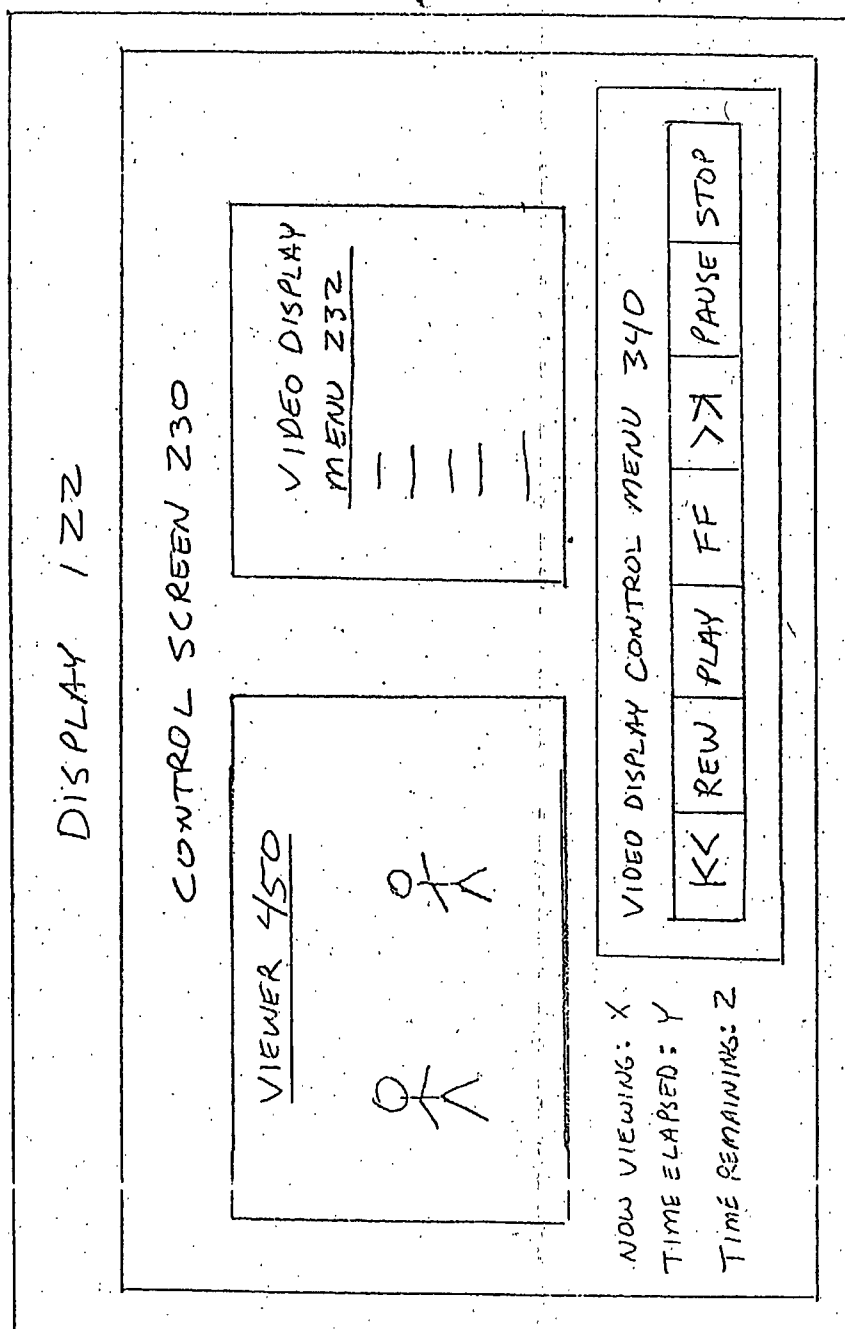 DISPLAY 122
CONTROL SCREEN 230
VIEWER 450
VIDEO DISPLAY
MENU 232
NOW VIEWING: X
TIME ELAPSED: Y
TIME REMAINING: Z
VIDEO DISPLAY CONTROL MENU 340
K< REW PLAY FF >X PAUSE STOP